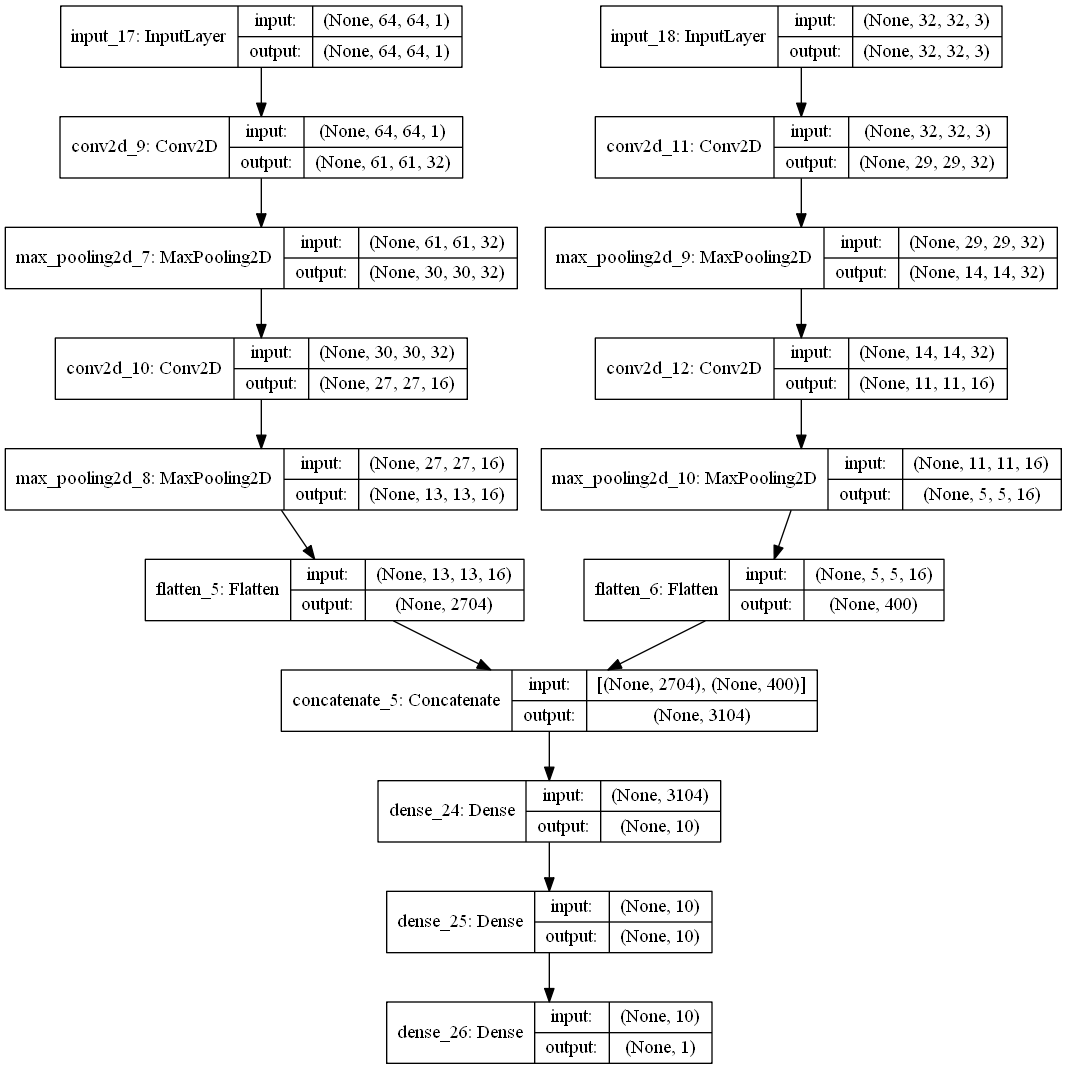 input_17: InputLayer
input: (None, 64, 64, 1)
output: (None, 64, 64, 1)
input_18: InputLayer
input: (None, 32, 32, 3)
output: (None, 32, 32, 3)
conv2d_9: Conv2D
input: (None, 64, 64, 1)
output: (None, 61, 61, 32)
conv2d_11: Conv2D
input: (None, 32, 32, 3)
output: (None, 29, 29, 32)
max_pooling2d_7: MaxPooling2D
input: (None, 61, 61, 32)
output: (None, 30, 30, 32)
max_pooling2d_9: MaxPooling2D
input: (None, 29, 29, 32)
output: (None, 14, 14, 32)
conv2d_10: Conv2D
input: (None, 30, 30, 32)
output: (None, 27, 27, 16)
conv2d_12: Conv2D
input: (None, 14, 14, 32)
output: (None, 11, 11, 16)
max_pooling2d_8: MaxPooling2D
input: (None, 27, 27, 16)
output: (None, 13, 13, 16)
max_pooling2d_10: MaxPooling2D
input: (None, 11, 11, 16)
output: (None, 5, 5, 16)
flatten_5: Flatten
input: (None, 13, 13, 16)
output: (None, 2704)
flatten_6: Flatten
input: (None, 5, 5, 16)
output: (None, 400)
concatenate_5: Concatenate
input: [(None, 2704), (None, 400)]
output: (None, 3104)
dense_24: Dense
input: (None, 3104)
output: (None, 10)
dense_25: Dense
input: (None, 10)
output: (None, 10)
dense_26: Dense
input: (None, 10)
output: (None, 1)